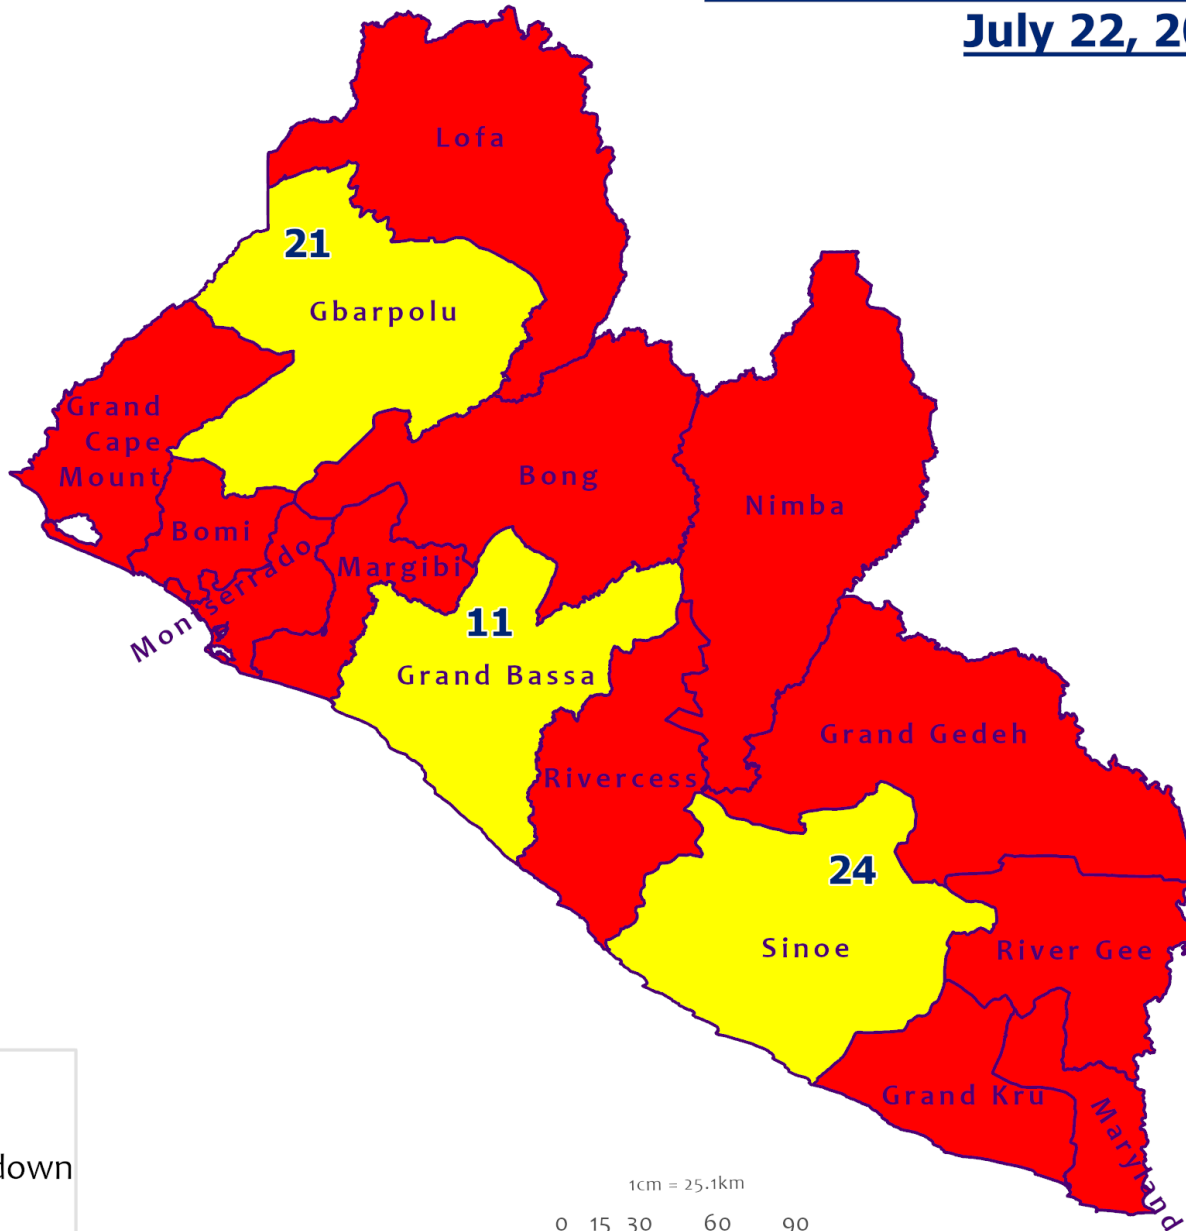 July 22, 2
Lofa
21
Gbarpolu
Grand
Cape
Mount
Bong
Nimba
Bomi
Montserrado
Margibi
11
Grand Bassa
Grand Gedeh
Rivercess
24
Sinoe
River Gee
Grand Kru
Maryland
down
1cm = 25.1km
0 15 30 60 90